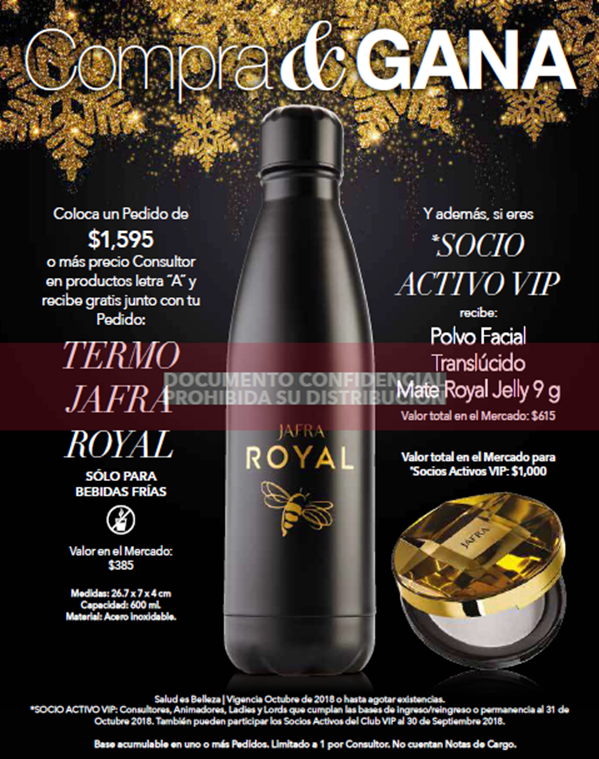 Compra & GANA
Coloca un Pedido de
$1,595
o más precio Consultor
en productos letra “A” y
recibe gratis junto con tu
Pedido:
TERMO
JAFRA
ROYAL
SÓLO PARA
BEBIDAS FRÍAS
Valor en el Mercado:
$385
Medidas: 26.7 x 7 x 4 cm
Capacidad: 600 ml.
Material: Acero inoxidable.
Y además, si eres
*SOCIO
ACTIVO VIP
recibe:
Polvo Facial
Translúcido
Mate Royal Jelly 9 g
Valor total en el Mercado: $615
Valor total en el Mercado para
*Socios Activos VIP: $1,000
DOCUMENTO CONFIDENCIAL
PROHIBIDA SU DISTRIBUCIÓN
JAFRA
ROYAL
JAFRA
Salud es Belleza | Vigencia Octubre de 2018 o hasta agotar existencias.
*SOCIO ACTIVO VIP: Consultores, Animadores, Ladies y Lords que cumplan las bases de ingreso/reingreso o permanencia al 31 de
Octubre 2018. También pueden participar los Socios Activos del Club VIP al 30 de Septiembre 2018.
Base acumulable en uno o más Pedidos. Limitado a 1 por Consultor. No cuentan Notas de Cargo.